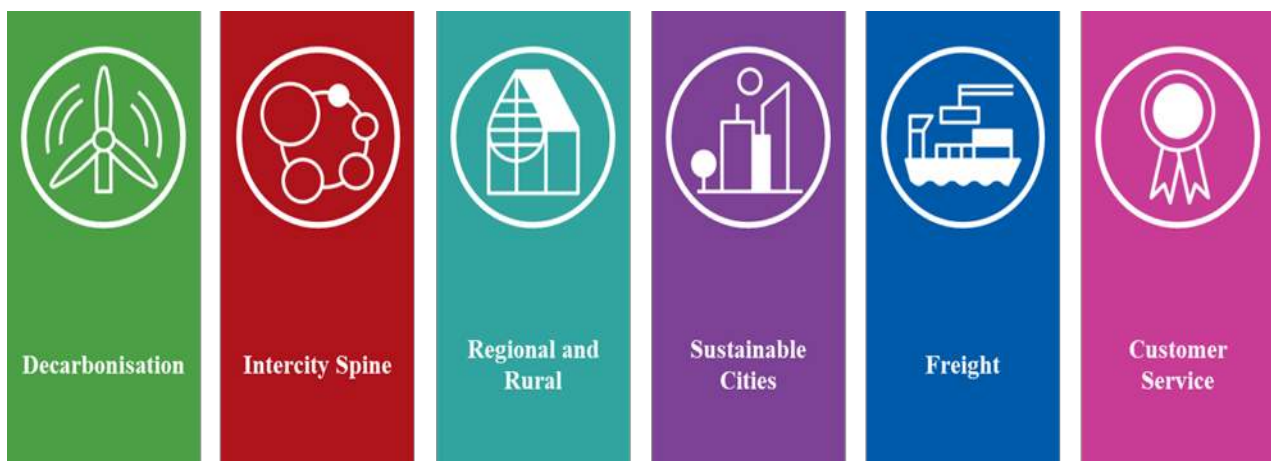 Decarbonisation
Intercity Spine
Regional and
Rural
Sustainable
Cities
Freight
Customer
Service